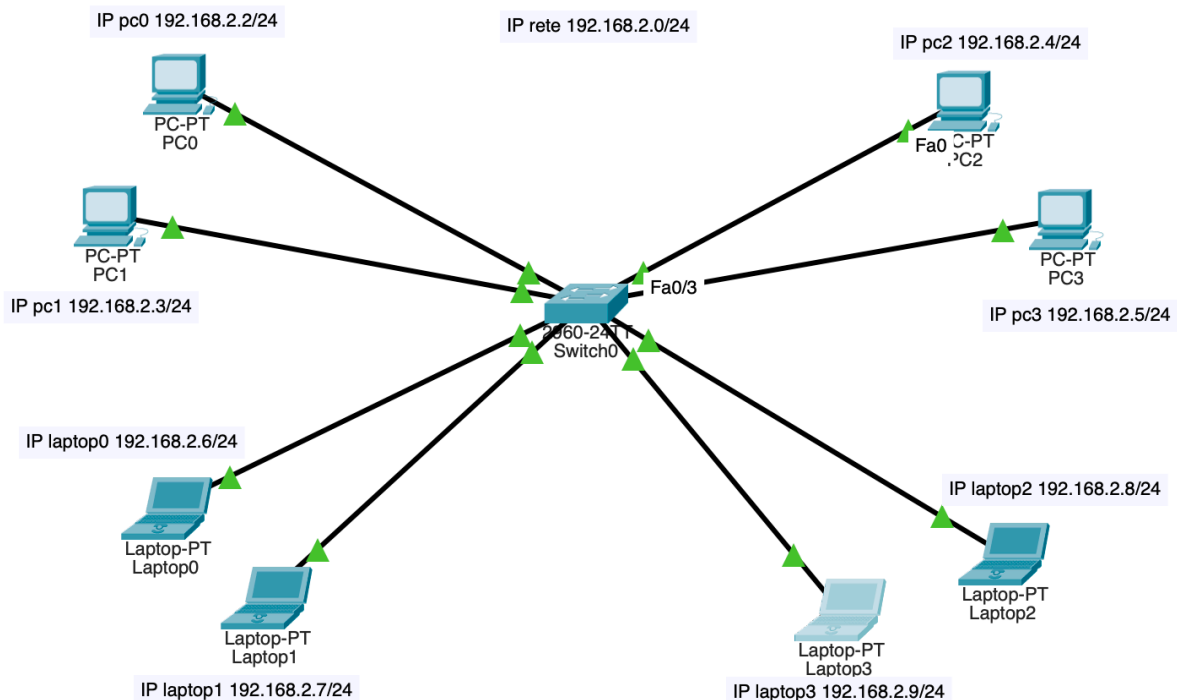 IP pc0 192.168.2.2/24
IP rete 192.168.2.0/24
IP pc2 192.168.2.4/24
PC-PT
PC0
Fa0
C-PT
PC2
PC-PT
PC1
IP pc1 192.168.2.3/24
PC-PT
PC3
IP pc3 192.168.2.5/24
Fa0/3
2960-24TT
Switch0
IP laptop0 192.168.2.6/24
Laptop-PT
Laptop0
IP laptop2 192.168.2.8/24
Laptop-PT
Laptop2
Laptop-PT
Laptop1
IP laptop1 192.168.2.7/24
Laptop-PT
Laptop3
IP laptop3 192.168.2.9/24